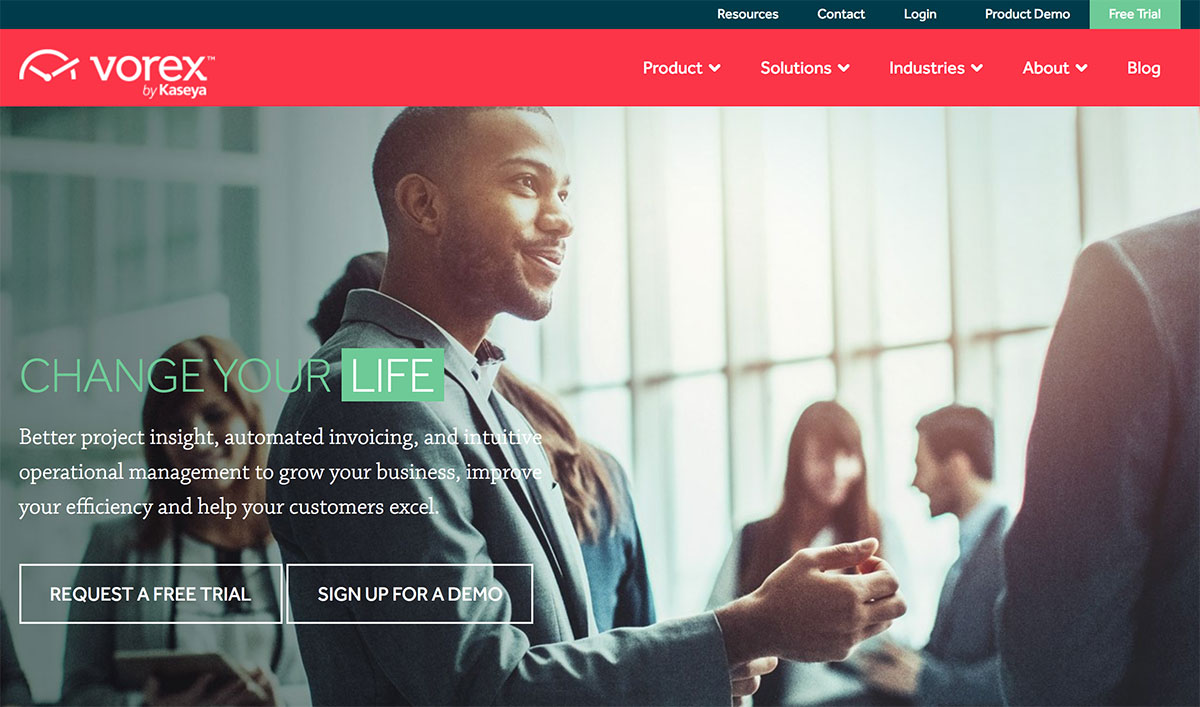 Resources Contact Login Product Demo Free Trial
vorex™ Product Solutions Industries About Blog
by Kaseya
CHANGE YOUR LIFE
Better project insight, automated invoicing, and intuitive
operational management to grow your business, improve
your efficiency and help your customers excel.
REQUEST A FREE TRIAL SIGN UP FOR A DEMO